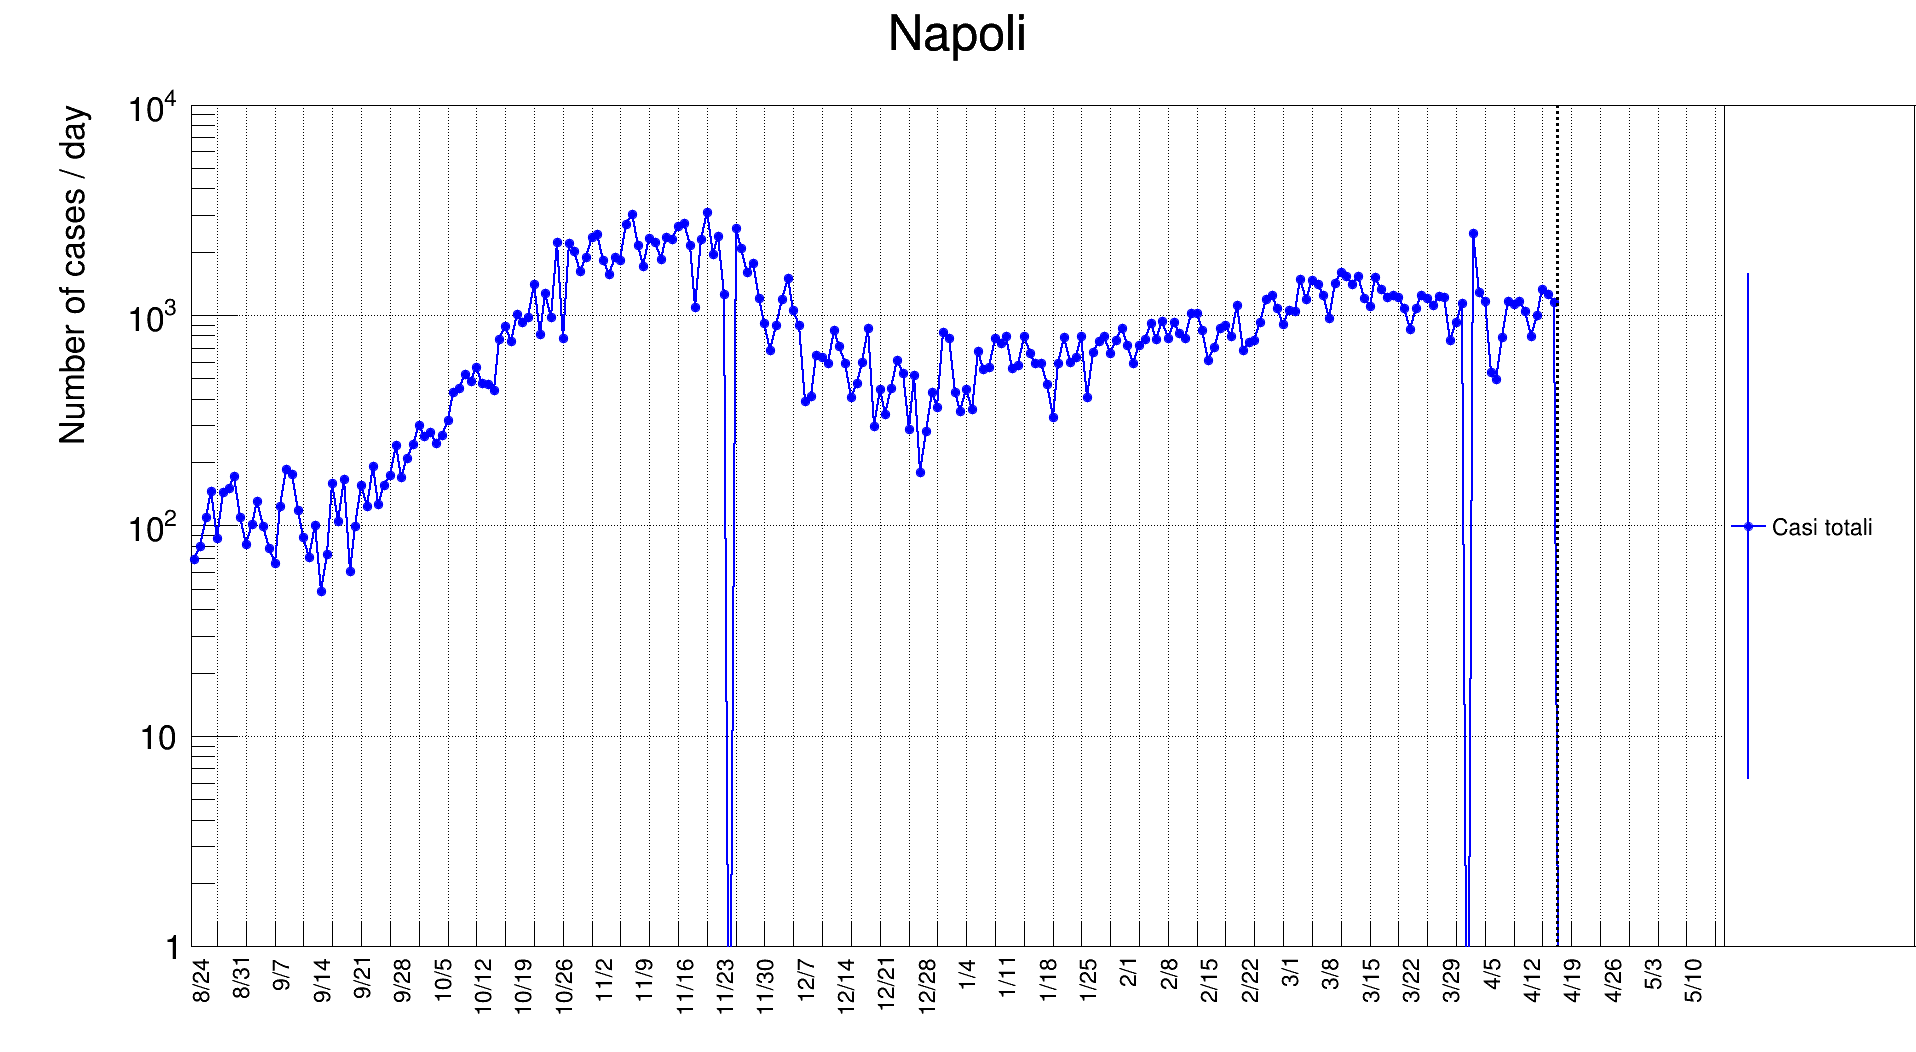 Napoli
Number of cases / day
10^4
10^3
10^2
10
1
8/24 8/31 9/7 9/14 9/21 9/28 10/5 10/12 10/19 10/26 11/2 11/9 11/16 11/23 11/30 12/7 12/14 12/21 12/28 1/4 1/11 1/18 1/25 2/1 2/8 2/15 2/22 3/1 3/8 3/15 3/22 3/29 4/5 4/12 4/19 4/26 5/3 5/10
Casi totali